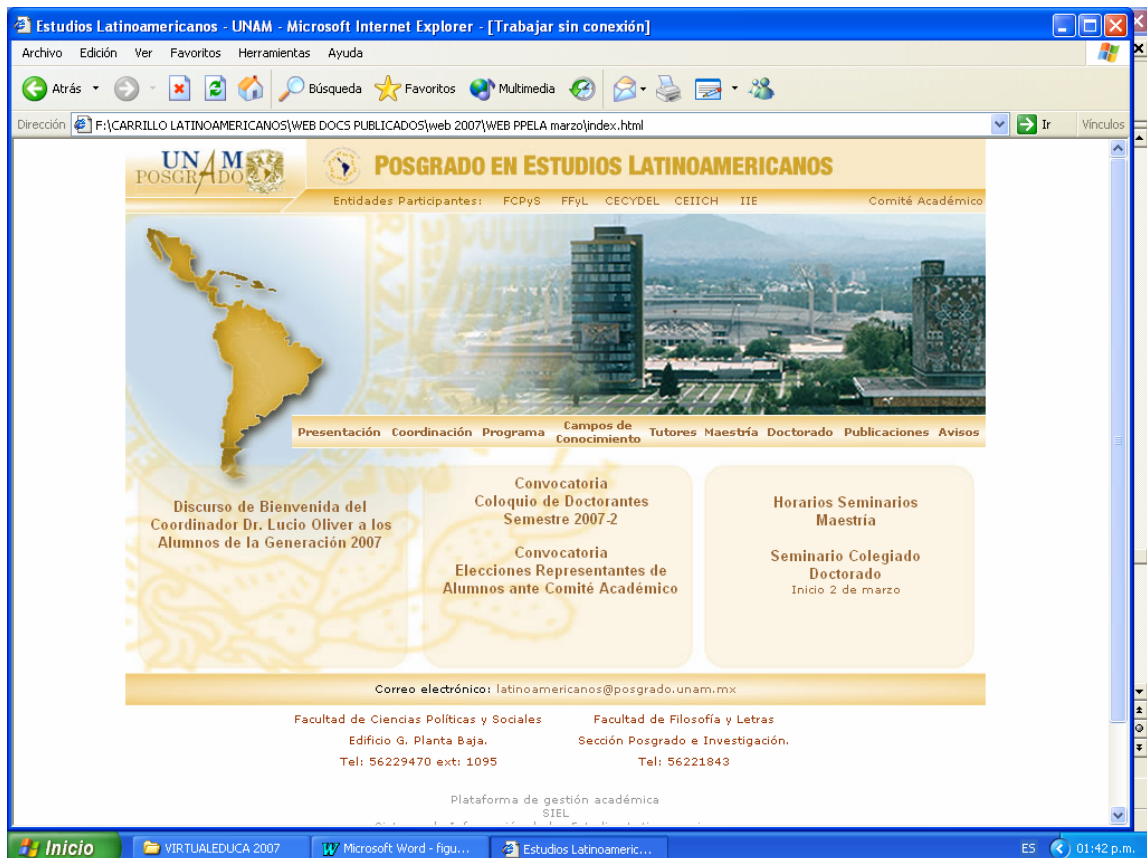 Estudios Latinoamericanos - UNAM - Microsoft Internet Explorer - [Trabajar sin conexión]
Archivo Edición Ver Favoritos Herramientas Ayuda
Atrás Búsqueda Favoritos Multimedia
Dirección F:\CARRILLO LATINOAMERICANOS\WEB DOCS PUBLICADOS\web 2007\WEB PPELA marzo\index.html Ir Vínculos
UNAM
POSGRADO
POSGRADO EN ESTUDIOS LATINOAMERICANOS
Entidades Participantes: FCPyS FFyL CECYDEL CEIICH IIE Comité Académico
Presentación Coordinación Programa Campos de Conocimiento Tutores Maestría Doctorado Publicaciones Avisos
Discurso de Bienvenida del
Coordinador Dr. Lucio Oliver a los
Alumnos de la Generación 2007
Convocatoria
Coloquio de Doctorantes
Semestre 2007-2
Convocatoria
Elecciones Representantes de
Alumnos ante Comité Académico
Horarios Seminarios
Maestría
Seminario Colegiado
Doctorado
Inicio 2 de marzo
Correo electrónico: latinoamericanos@posgrado.unam.mx
Facultad de Ciencias Políticas y Sociales
Edificio G. Planta Baja.
Tel: 56229470 ext: 1095
Facultad de Filosofía y Letras
Sección Posgrado e Investigación.
Tel: 56221843
Plataforma de gestión académica
SIEL
Inicio VIRTUALEDUCA 2007 Microsoft Word - figu... Estudios Latinoameric... ES 01:42 p.m.